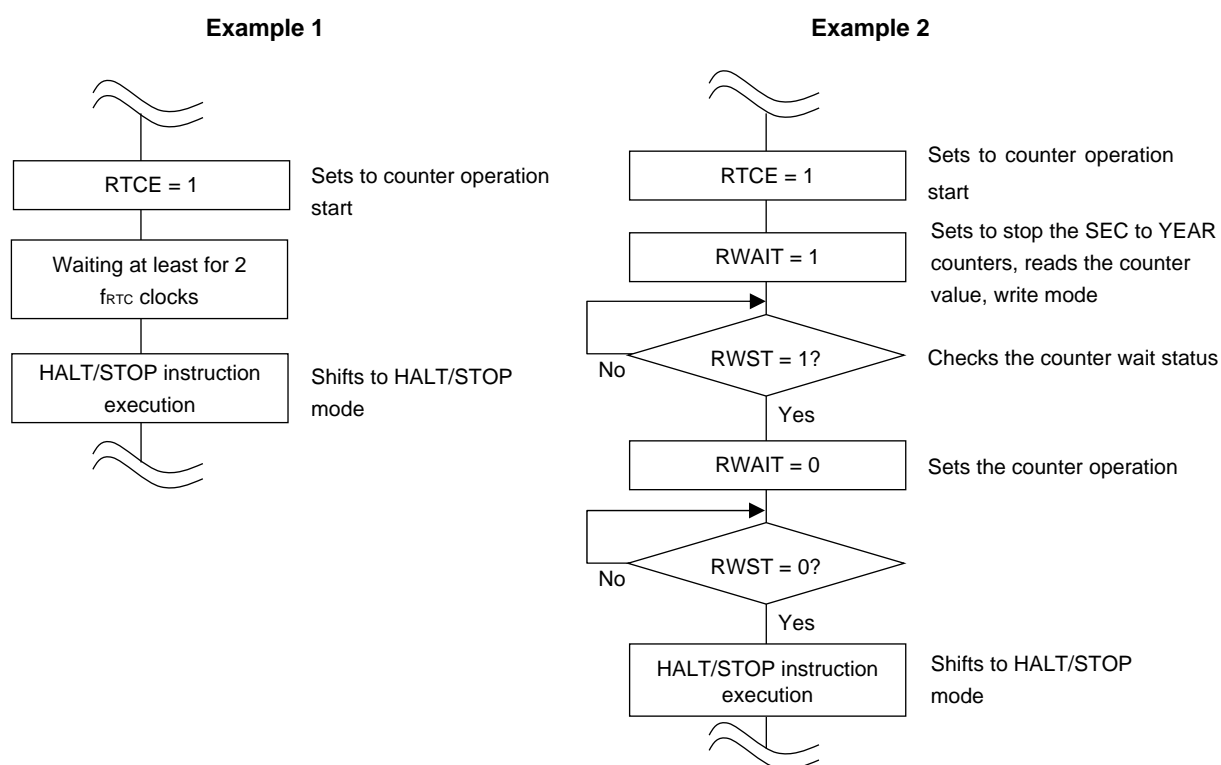 Example 1
RTCE = 1
Sets to counter operation
start
Waiting at least for 2
fRTC clocks
HALT/STOP instruction
execution
Shifts to HALT/STOP
mode
Example 2
RTCE = 1
Sets to counter operation
start
RWAIT = 1
Sets to stop the SEC to YEAR
counters, reads the counter
value, write mode
RWST = 1?
No
Checks the counter wait status
Yes
RWAIT = 0
Sets the counter operation
RWST = 0?
No
Yes
HALT/STOP instruction
execution
Shifts to HALT/STOP
mode